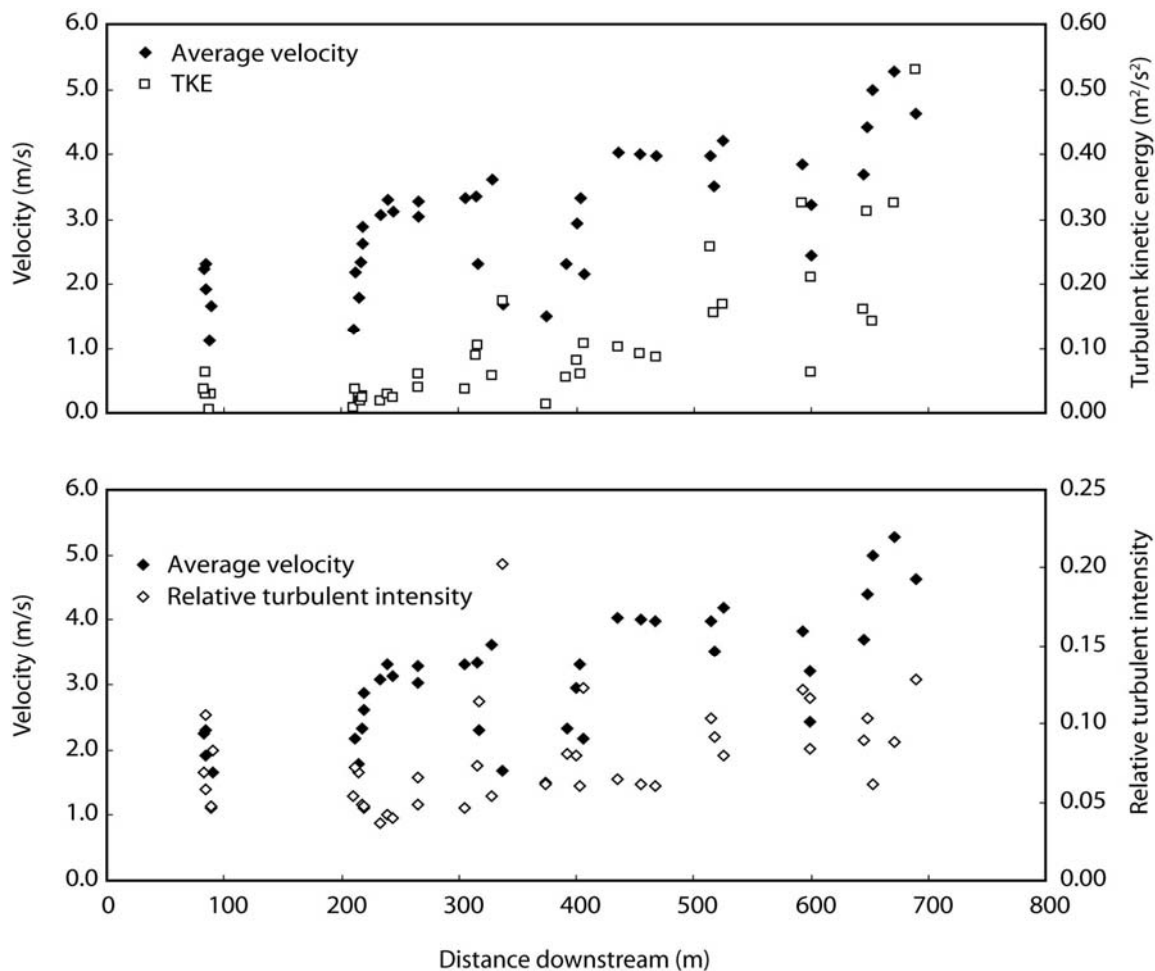 6.0
5.0
4.0
3.0
2.0
1.0
0.0
Velocity (m/s)
Average velocity
TKE
0.60
0.50
0.40
0.30
0.20
0.10
0.00
Turbulent kinetic energy (m²/s²)
6.0
5.0
4.0
3.0
2.0
1.0
0.0
Velocity (m/s)
Average velocity
Relative turbulent intensity
0.25
0.20
0.15
0.10
0.05
0.00
Relative turbulent intensity
0 100 200 300 400 500 600 700 800
Distance downstream (m)